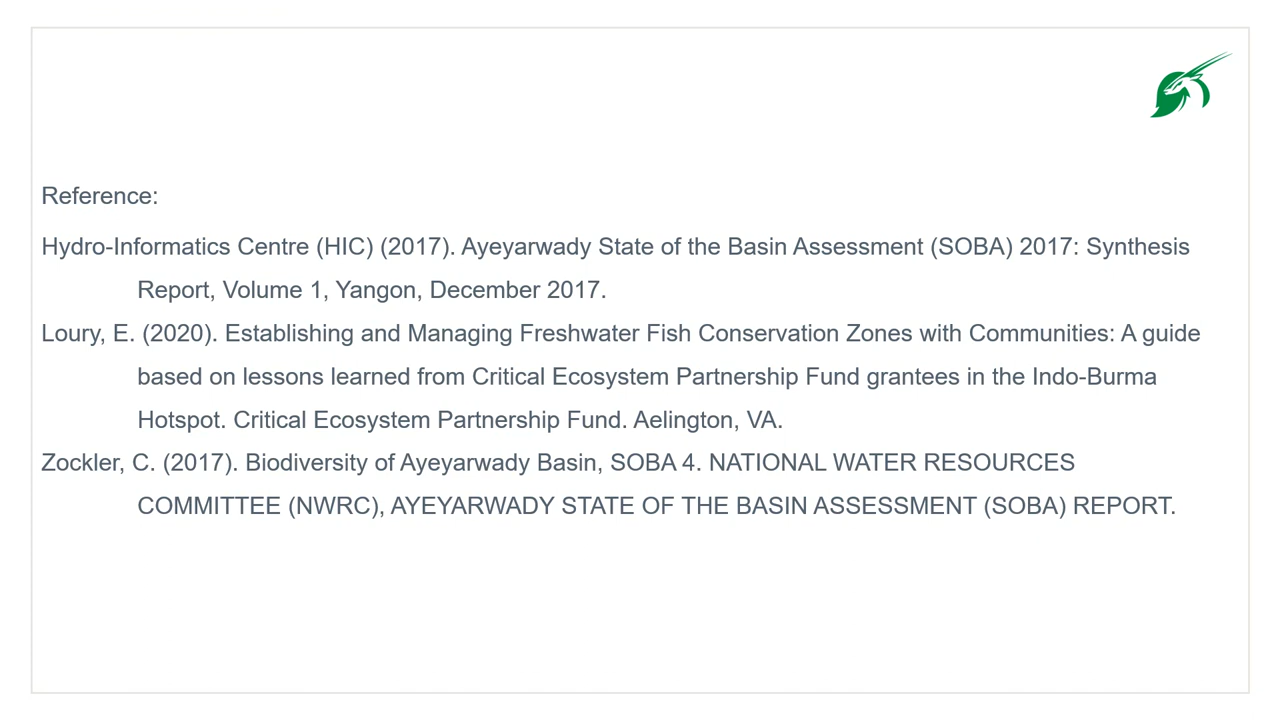 Reference:
Hydro-Informatics Centre (HIC) (2017). Ayeyarwady State of the Basin Assessment (SOBA) 2017: Synthesis
Report, Volume 1, Yangon, December 2017.
Loury, E. (2020). Establishing and Managing Freshwater Fish Conservation Zones with Communities: A guide
based on lessons learned from Critical Ecosystem Partnership Fund grantees in the Indo-Burma
Hotspot. Critical Ecosystem Partnership Fund. Aelington, VA.
Zockler, C. (2017). Biodiversity of Ayeyarwady Basin, SOBA 4. NATIONAL WATER RESOURCES
COMMITTEE (NWRC), AYEYARWADY STATE OF THE BASIN ASSESSMENT (SOBA) REPORT.